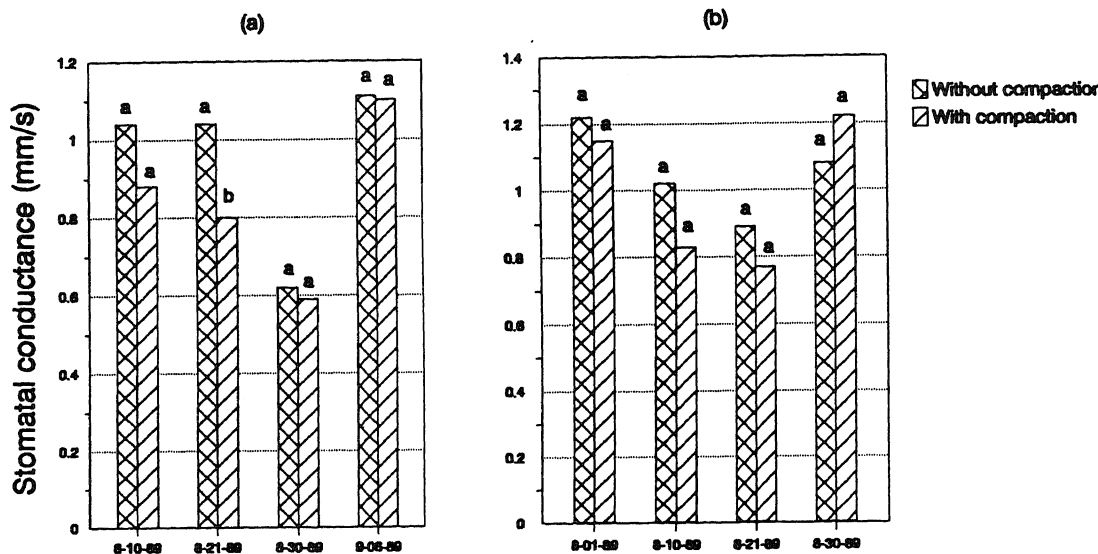 (a)
(b)
Stomatal conductance (mm/s)
1.2
1
0.8
0.6
0.4
0.2
0
a
a
a
b
a
a
a
a
8-10-89
8-21-89
8-30-89
9-06-89
1.4
1.2
1
0.8
0.6
0.4
0.2
0
a
a
a
a
a
a
a
a
8-01-89
8-10-89
8-21-89
8-30-89
Without compaction
With compaction